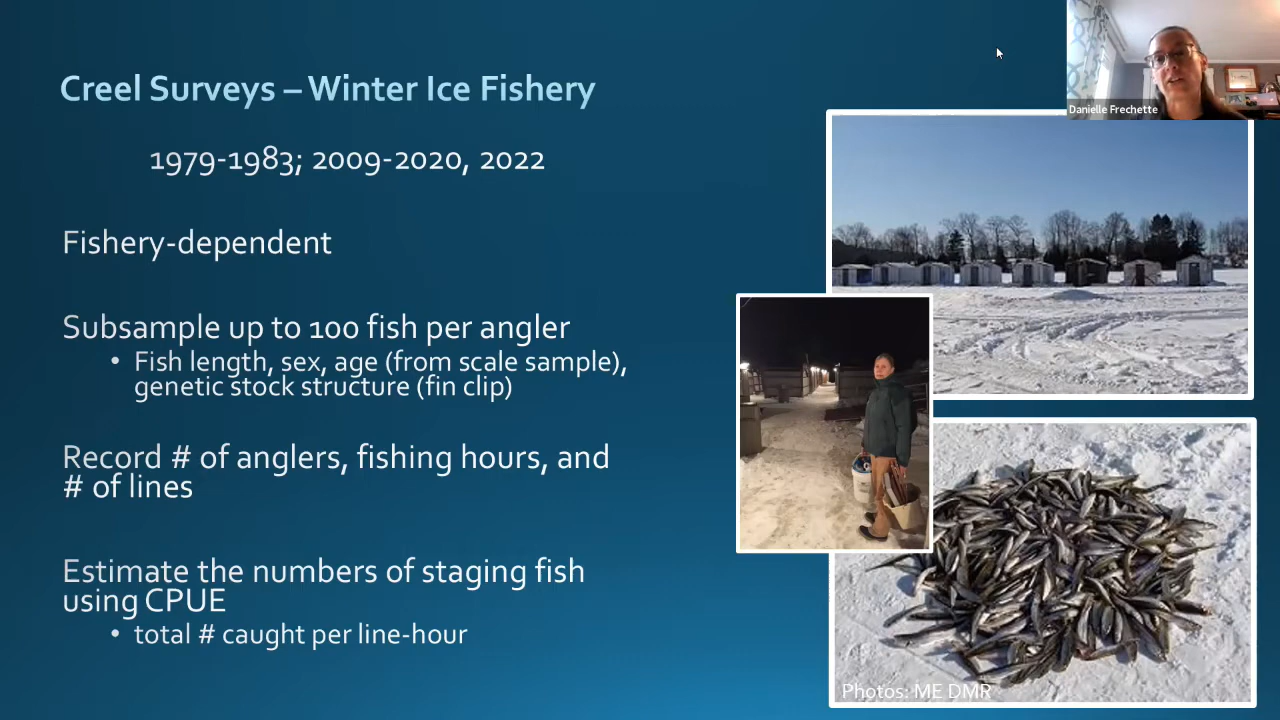 Creel Surveys – Winter Ice Fishery
1979-1983; 2009-2020, 2022
Fishery-dependent
Subsample up to 100 fish per angler
• Fish length, sex, age (from scale sample),
genetic stock structure (fin clip)
Record # of anglers, fishing hours, and
# of lines
Estimate the numbers of staging fish
using CPUE
• total # caught per line-hour
Danielle Frechette
Photos: ME DMR